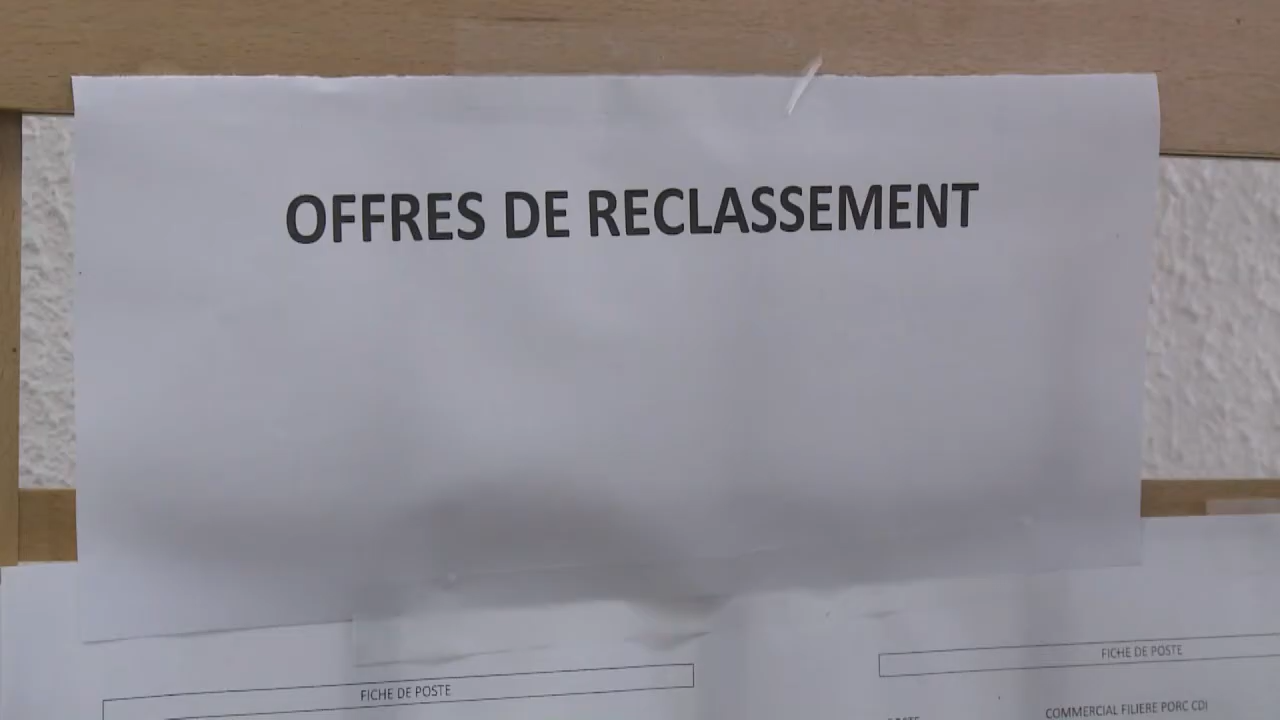 OFFRES DE RECLASSEMENT
FICHE DE POSTE
FICHE DE POSTE
COMMERCIAL FILIERE PORC CDI